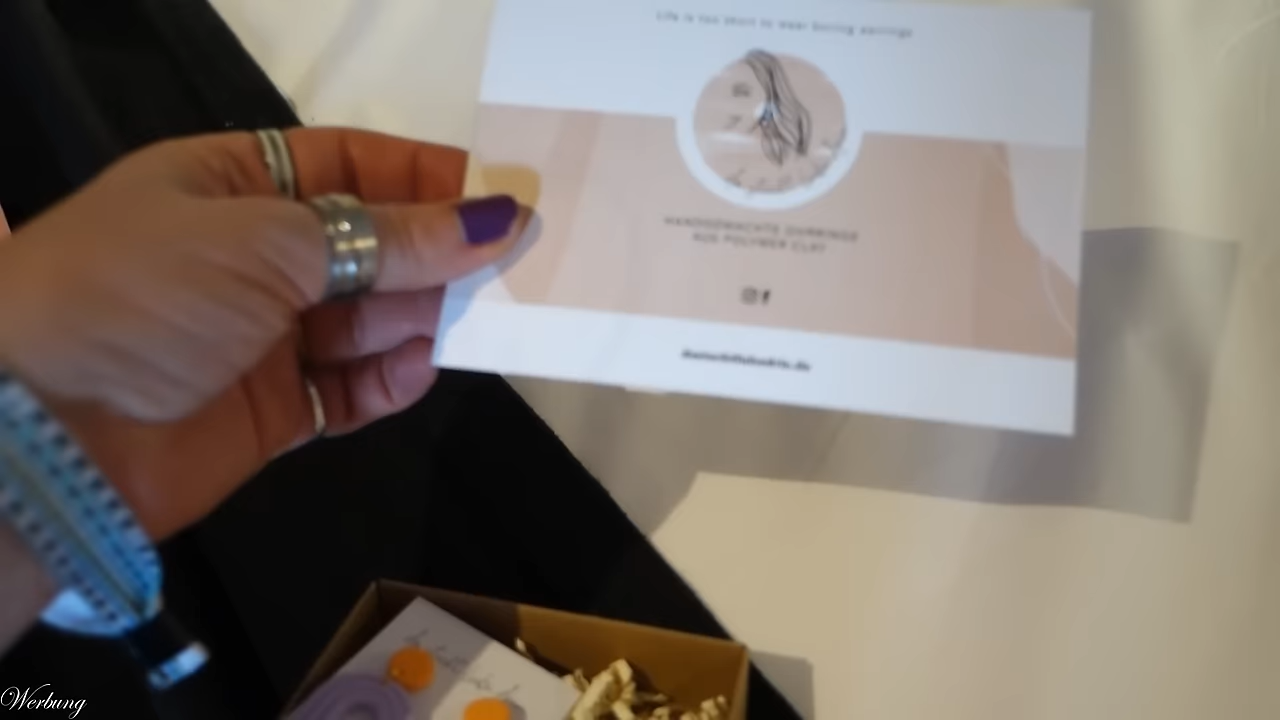 Life is too short to wear boring earrings
HANDGEMACHTE OHRRINGE
AUS POLYMER CLAY
Werbung